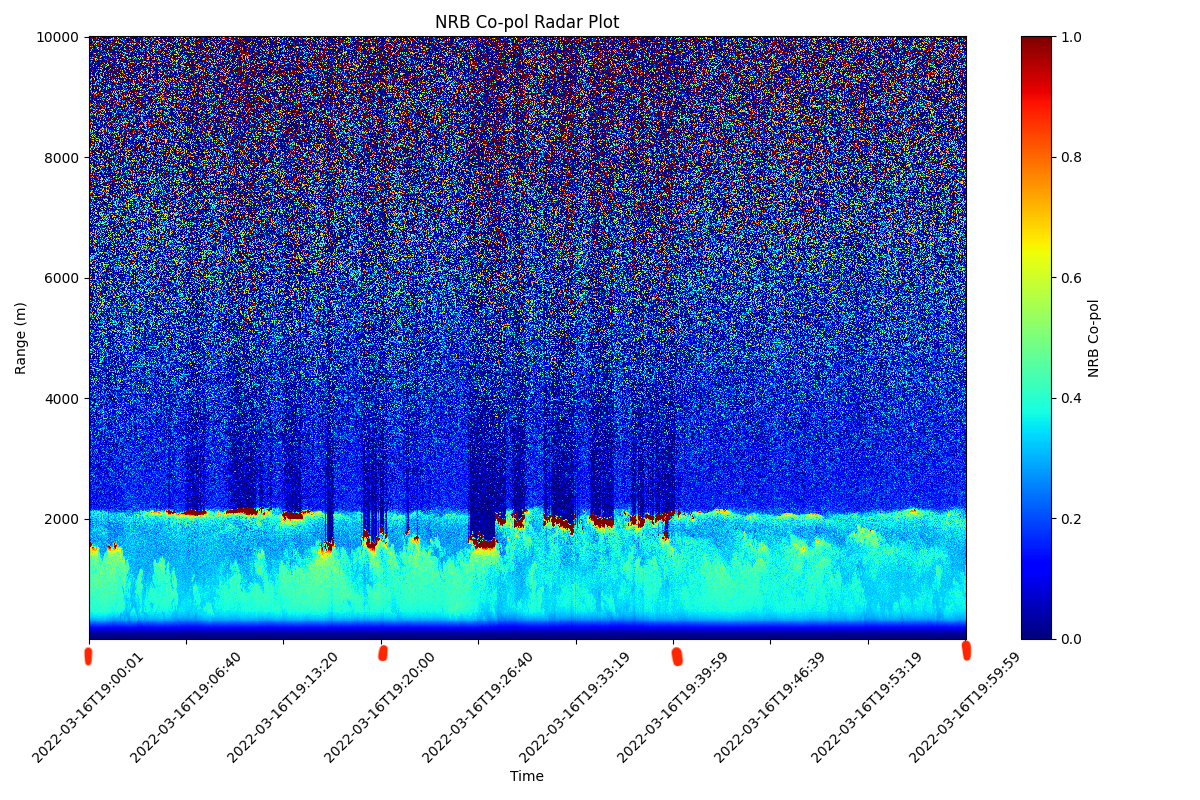 NRB Co-pol Radar Plot
10000
8000
6000
4000
2000
Range (m)
2022-03-16T19:00:01
2022-03-16T19:06:40
2022-03-16T19:13:20
2022-03-16T19:20:00
2022-03-16T19:26:40
2022-03-16T19:33:19
2022-03-16T19:39:59
2022-03-16T19:46:39
2022-03-16T19:53:19
2022-03-16T19:59:59
Time
1.0
0.8
0.6
0.4
0.2
0.0
NRB Co-pol